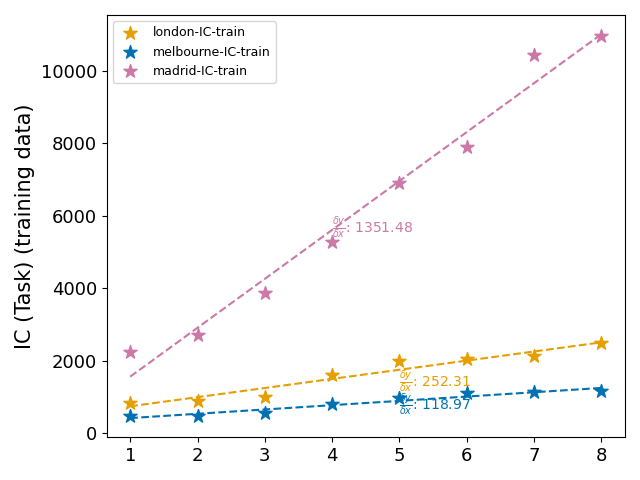 london-IC-train
melbourne-IC-train
madrid-IC-train
IC (Task) (training data)
10000
8000
6000
4000
2000
0
δy/δx: 1351.48
δy/δx: 252.31
δy/δx: 118.97
1 2 3 4 5 6 7 8